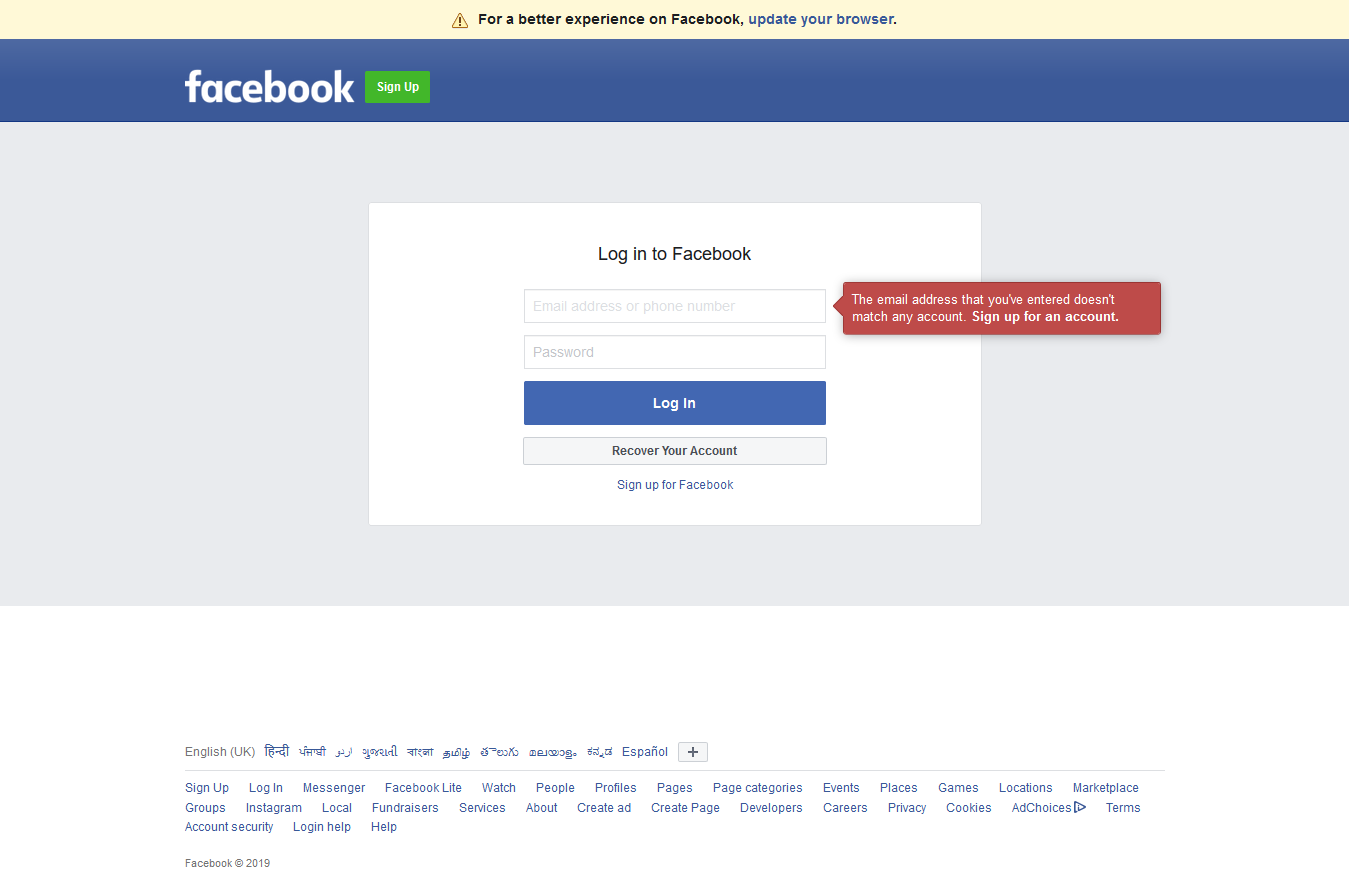 For a better experience on Facebook, update your browser.
facebook Sign Up
Log in to Facebook
Email address or phone number
The email address that you've entered doesn't
match any account. Sign up for an account.
Password
Log In
Recover Your Account
Sign up for Facebook
English (UK) हिन्दी ਪੰਜਾਬੀ اردو ગુજરાતી বাংলা தமிழ் తెలుగు മലയാളം ಕನ್ನಡ Español +
Sign Up Log In Messenger Facebook Lite Watch People Profiles Pages Page categories Events Places Games Locations Marketplace
Groups Instagram Local Fundraisers Services About Create ad Create Page Developers Careers Privacy Cookies AdChoices Terms
Account security Login help Help
Facebook © 2019